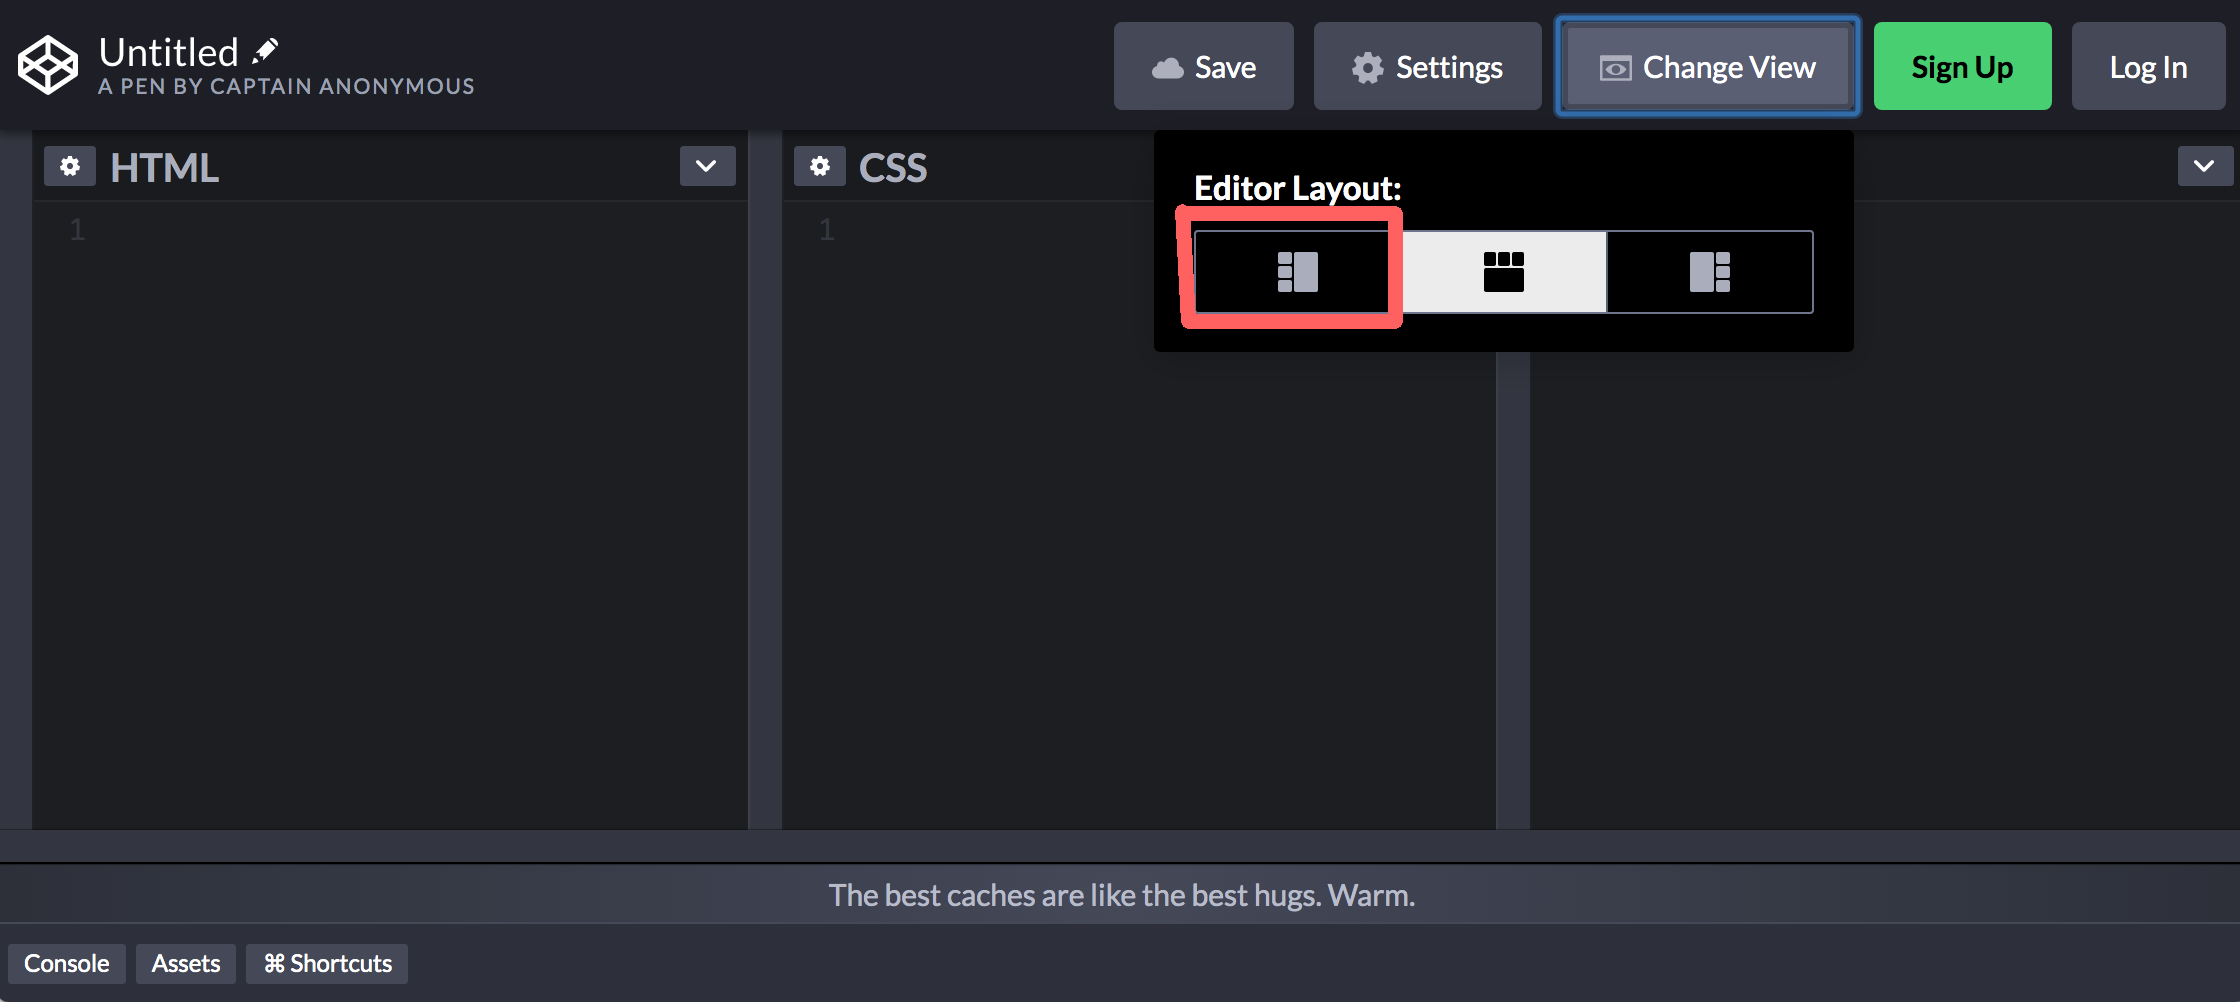 Untitled
A PEN BY CAPTAIN ANONYMOUS
Save
Settings
Change View
Sign Up
Log In
HTML
CSS
Editor Layout:
1
1
The best caches are like the best hugs. Warm.
Console
Assets
⌘ Shortcuts